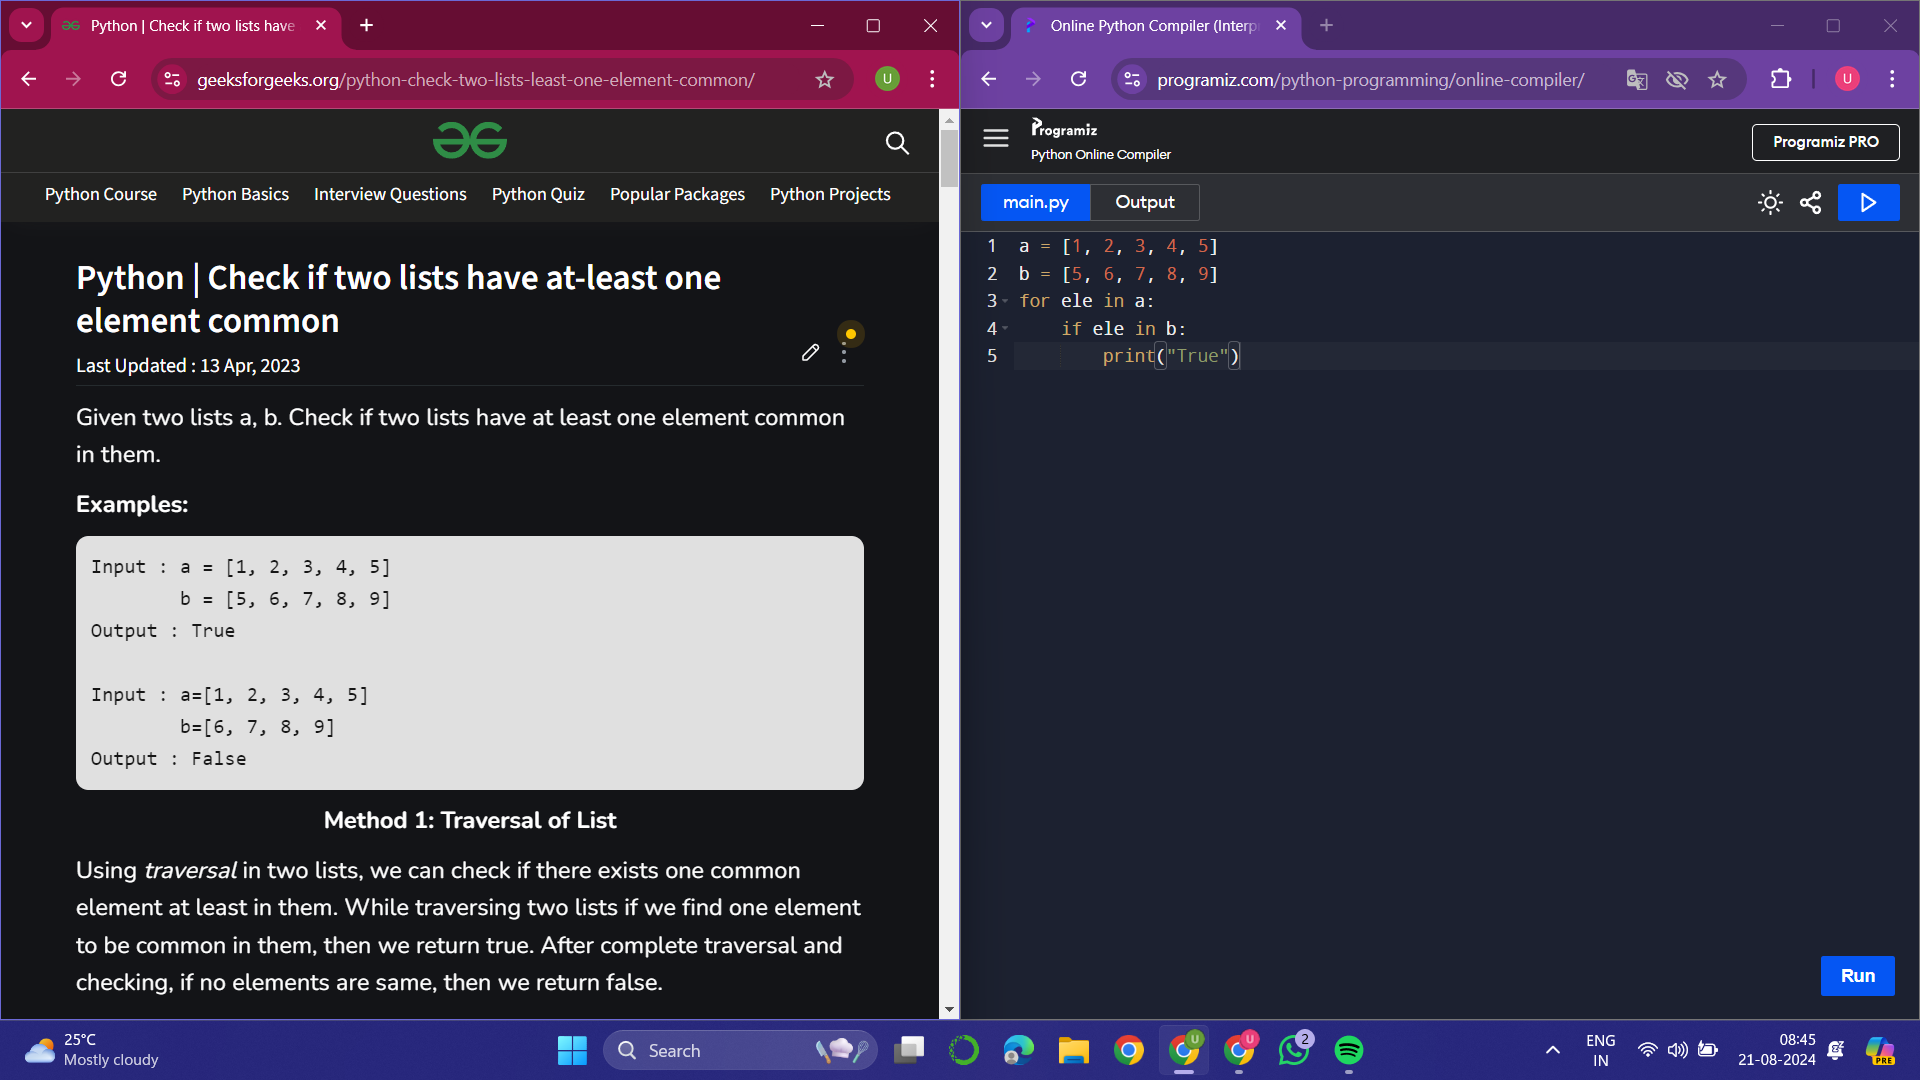 Python | Check if two lists have
geeksforgeeks.org/python-check-two-lists-least-one-element-common/
U
Python Course Python Basics Interview Questions Python Quiz Popular Packages Python Projects
Python | Check if two lists have at-least one
element common
Last Updated : 13 Apr, 2023
Given two lists a, b. Check if two lists have at least one element common
in them.
Examples:
Input : a = [1, 2, 3, 4, 5]
b = [5, 6, 7, 8, 9]
Output : True
Input : a=[1, 2, 3, 4, 5]
b=[6, 7, 8, 9]
Output : False
Method 1: Traversal of List
Using traversal in two lists, we can check if there exists one common
element at least in them. While traversing two lists if we find one element
to be common in them, then we return true. After complete traversal and
checking, if no elements are same, then we return false.
Online Python Compiler (Interp
programiz.com/python-programming/online-compiler/
U
Programiz
Python Online Compiler
Programiz PRO
main.py Output
1 a = [1, 2, 3, 4, 5]
2 b = [5, 6, 7, 8, 9]
3 for ele in a:
4 if ele in b:
5 print("True")
Run
25°C
Mostly cloudy
Search
U
U
2
ENG
IN
08:45
21-08-2024
PRE